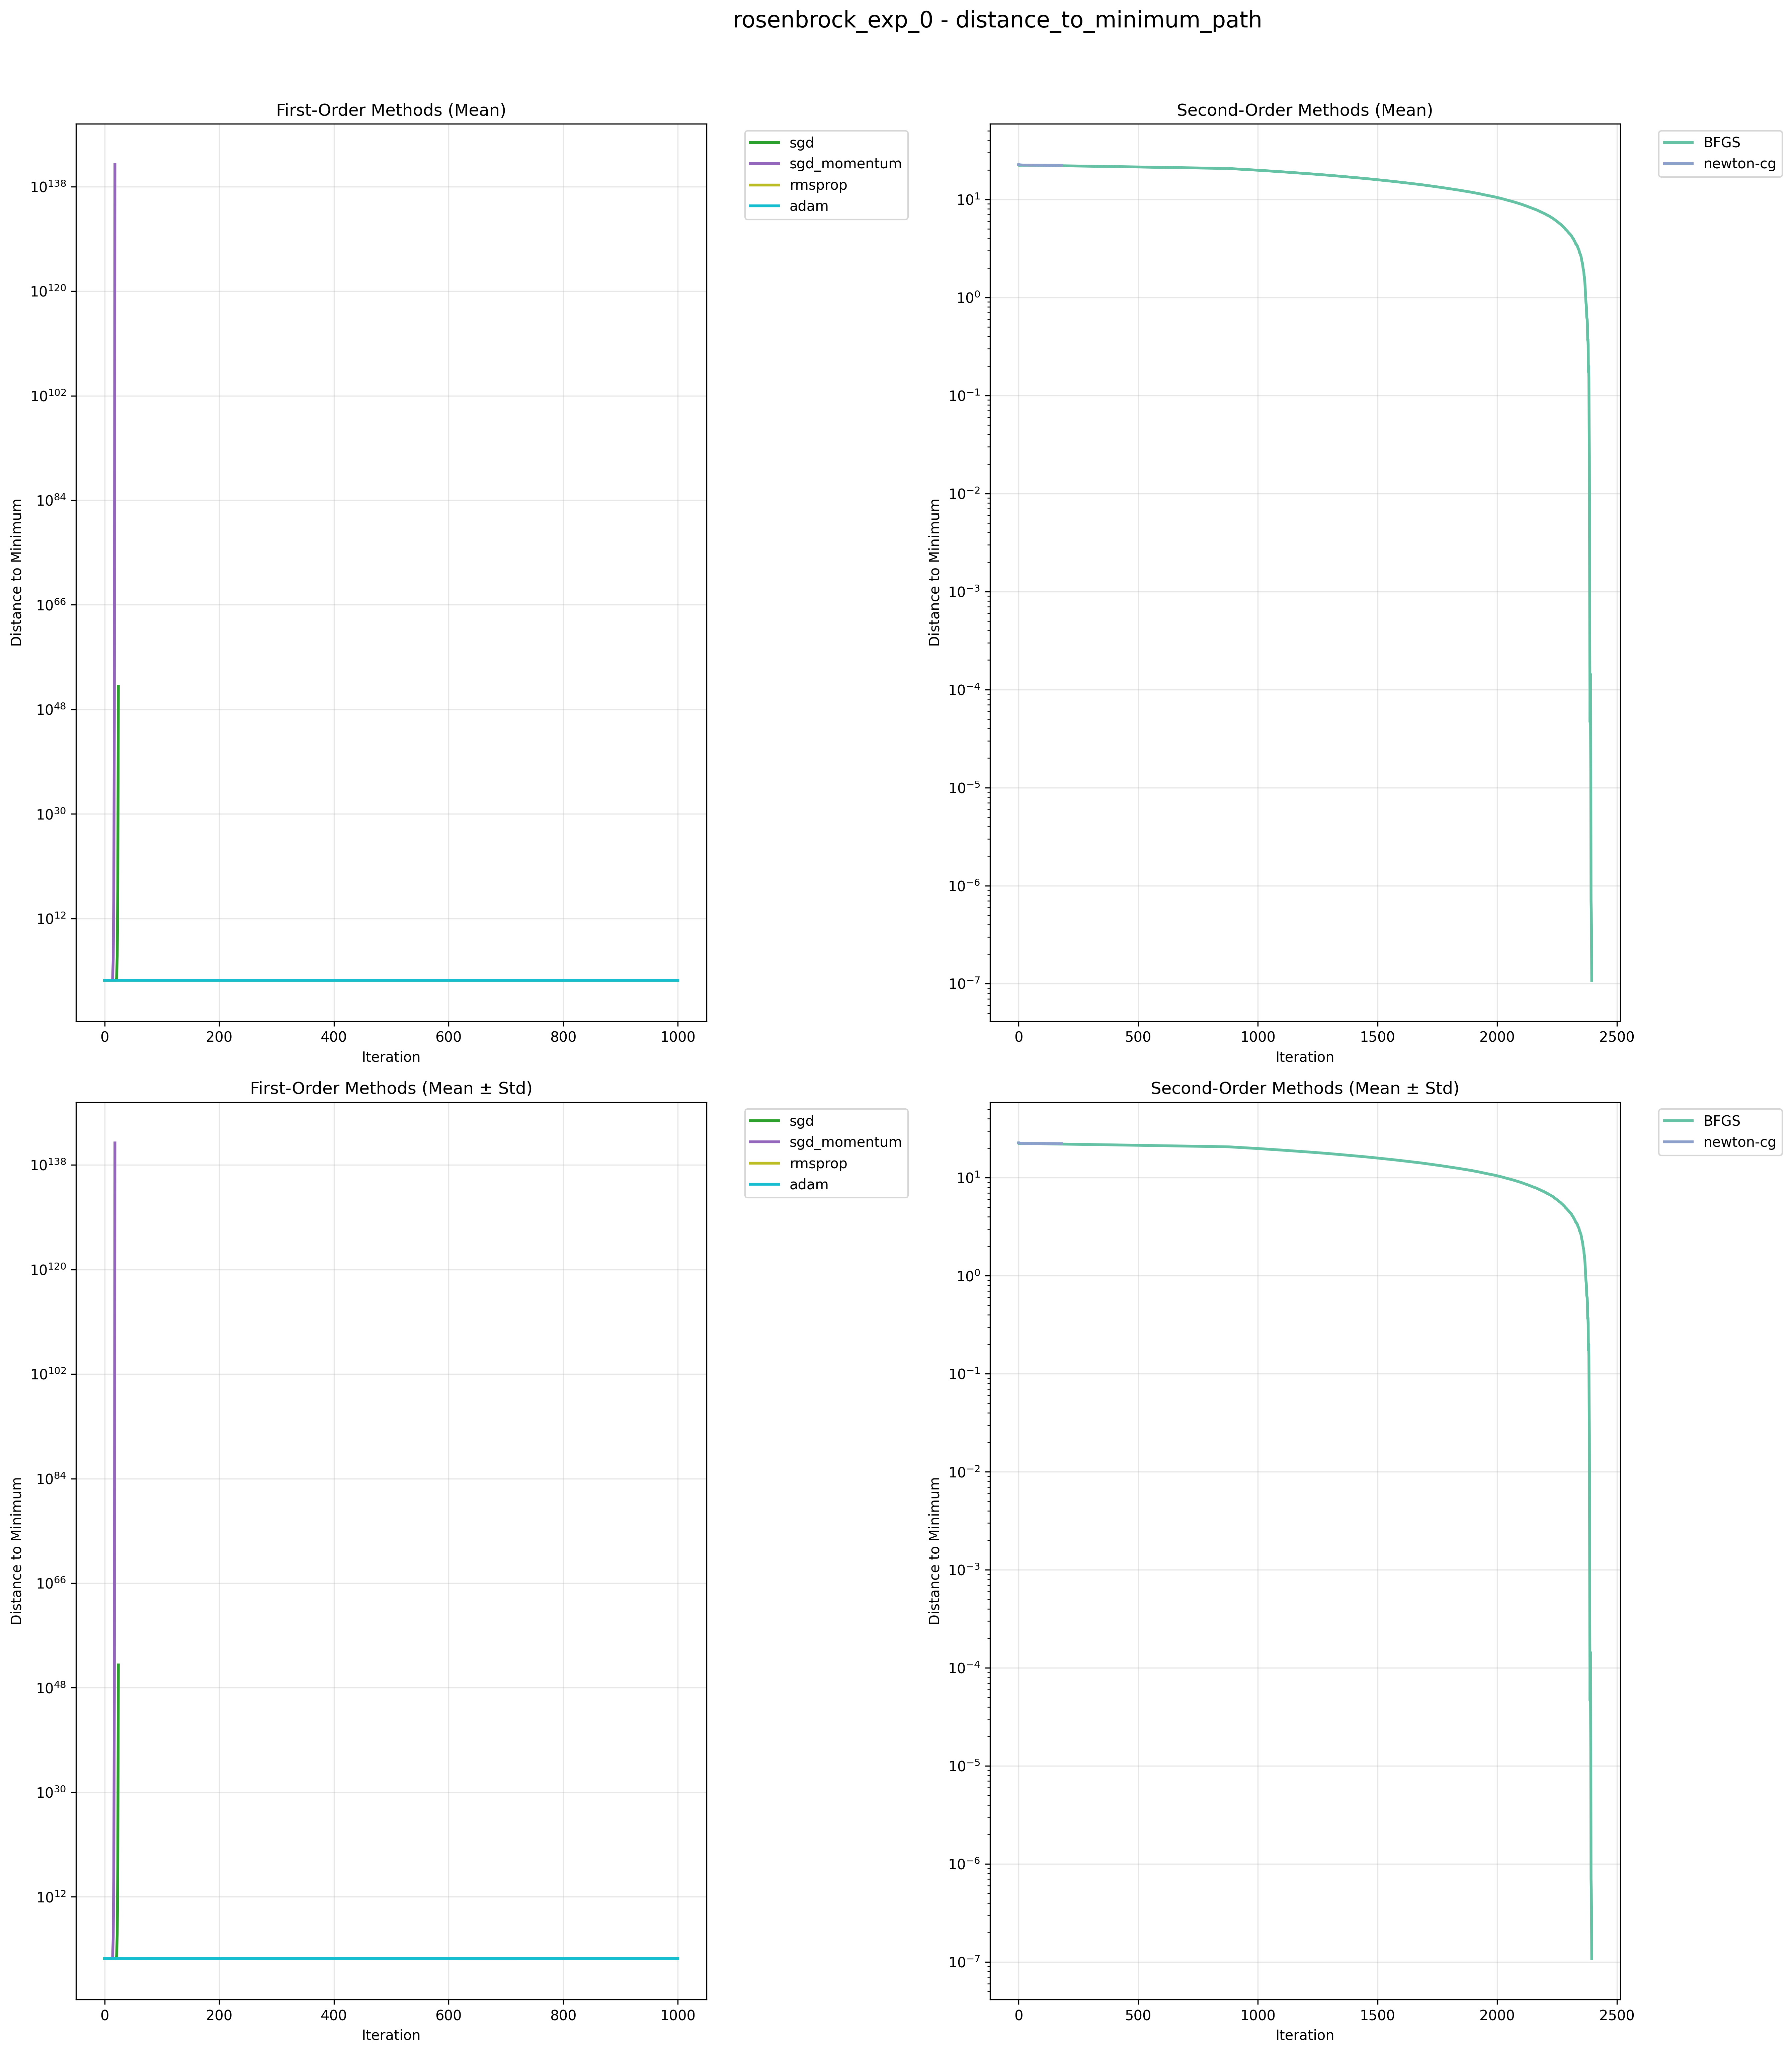 rosenbrock_exp_0 - distance_to_minimum_path
First-Order Methods (Mean)
Distance to Minimum
10^138
10^120
10^102
10^84
10^66
10^48
10^30
10^12
0 200 400 600 800 1000
Iteration
sgd
sgd_momentum
rmsprop
adam
Second-Order Methods (Mean)
Distance to Minimum
10^1
10^0
10^−1
10^−2
10^−3
10^−4
10^−5
10^−6
10^−7
0 500 1000 1500 2000 2500
Iteration
BFGS
newton-cg
First-Order Methods (Mean ± Std)
Distance to Minimum
10^138
10^120
10^102
10^84
10^66
10^48
10^30
10^12
0 200 400 600 800 1000
Iteration
sgd
sgd_momentum
rmsprop
adam
Second-Order Methods (Mean ± Std)
Distance to Minimum
10^1
10^0
10^−1
10^−2
10^−3
10^−4
10^−5
10^−6
10^−7
0 500 1000 1500 2000 2500
Iteration
BFGS
newton-cg